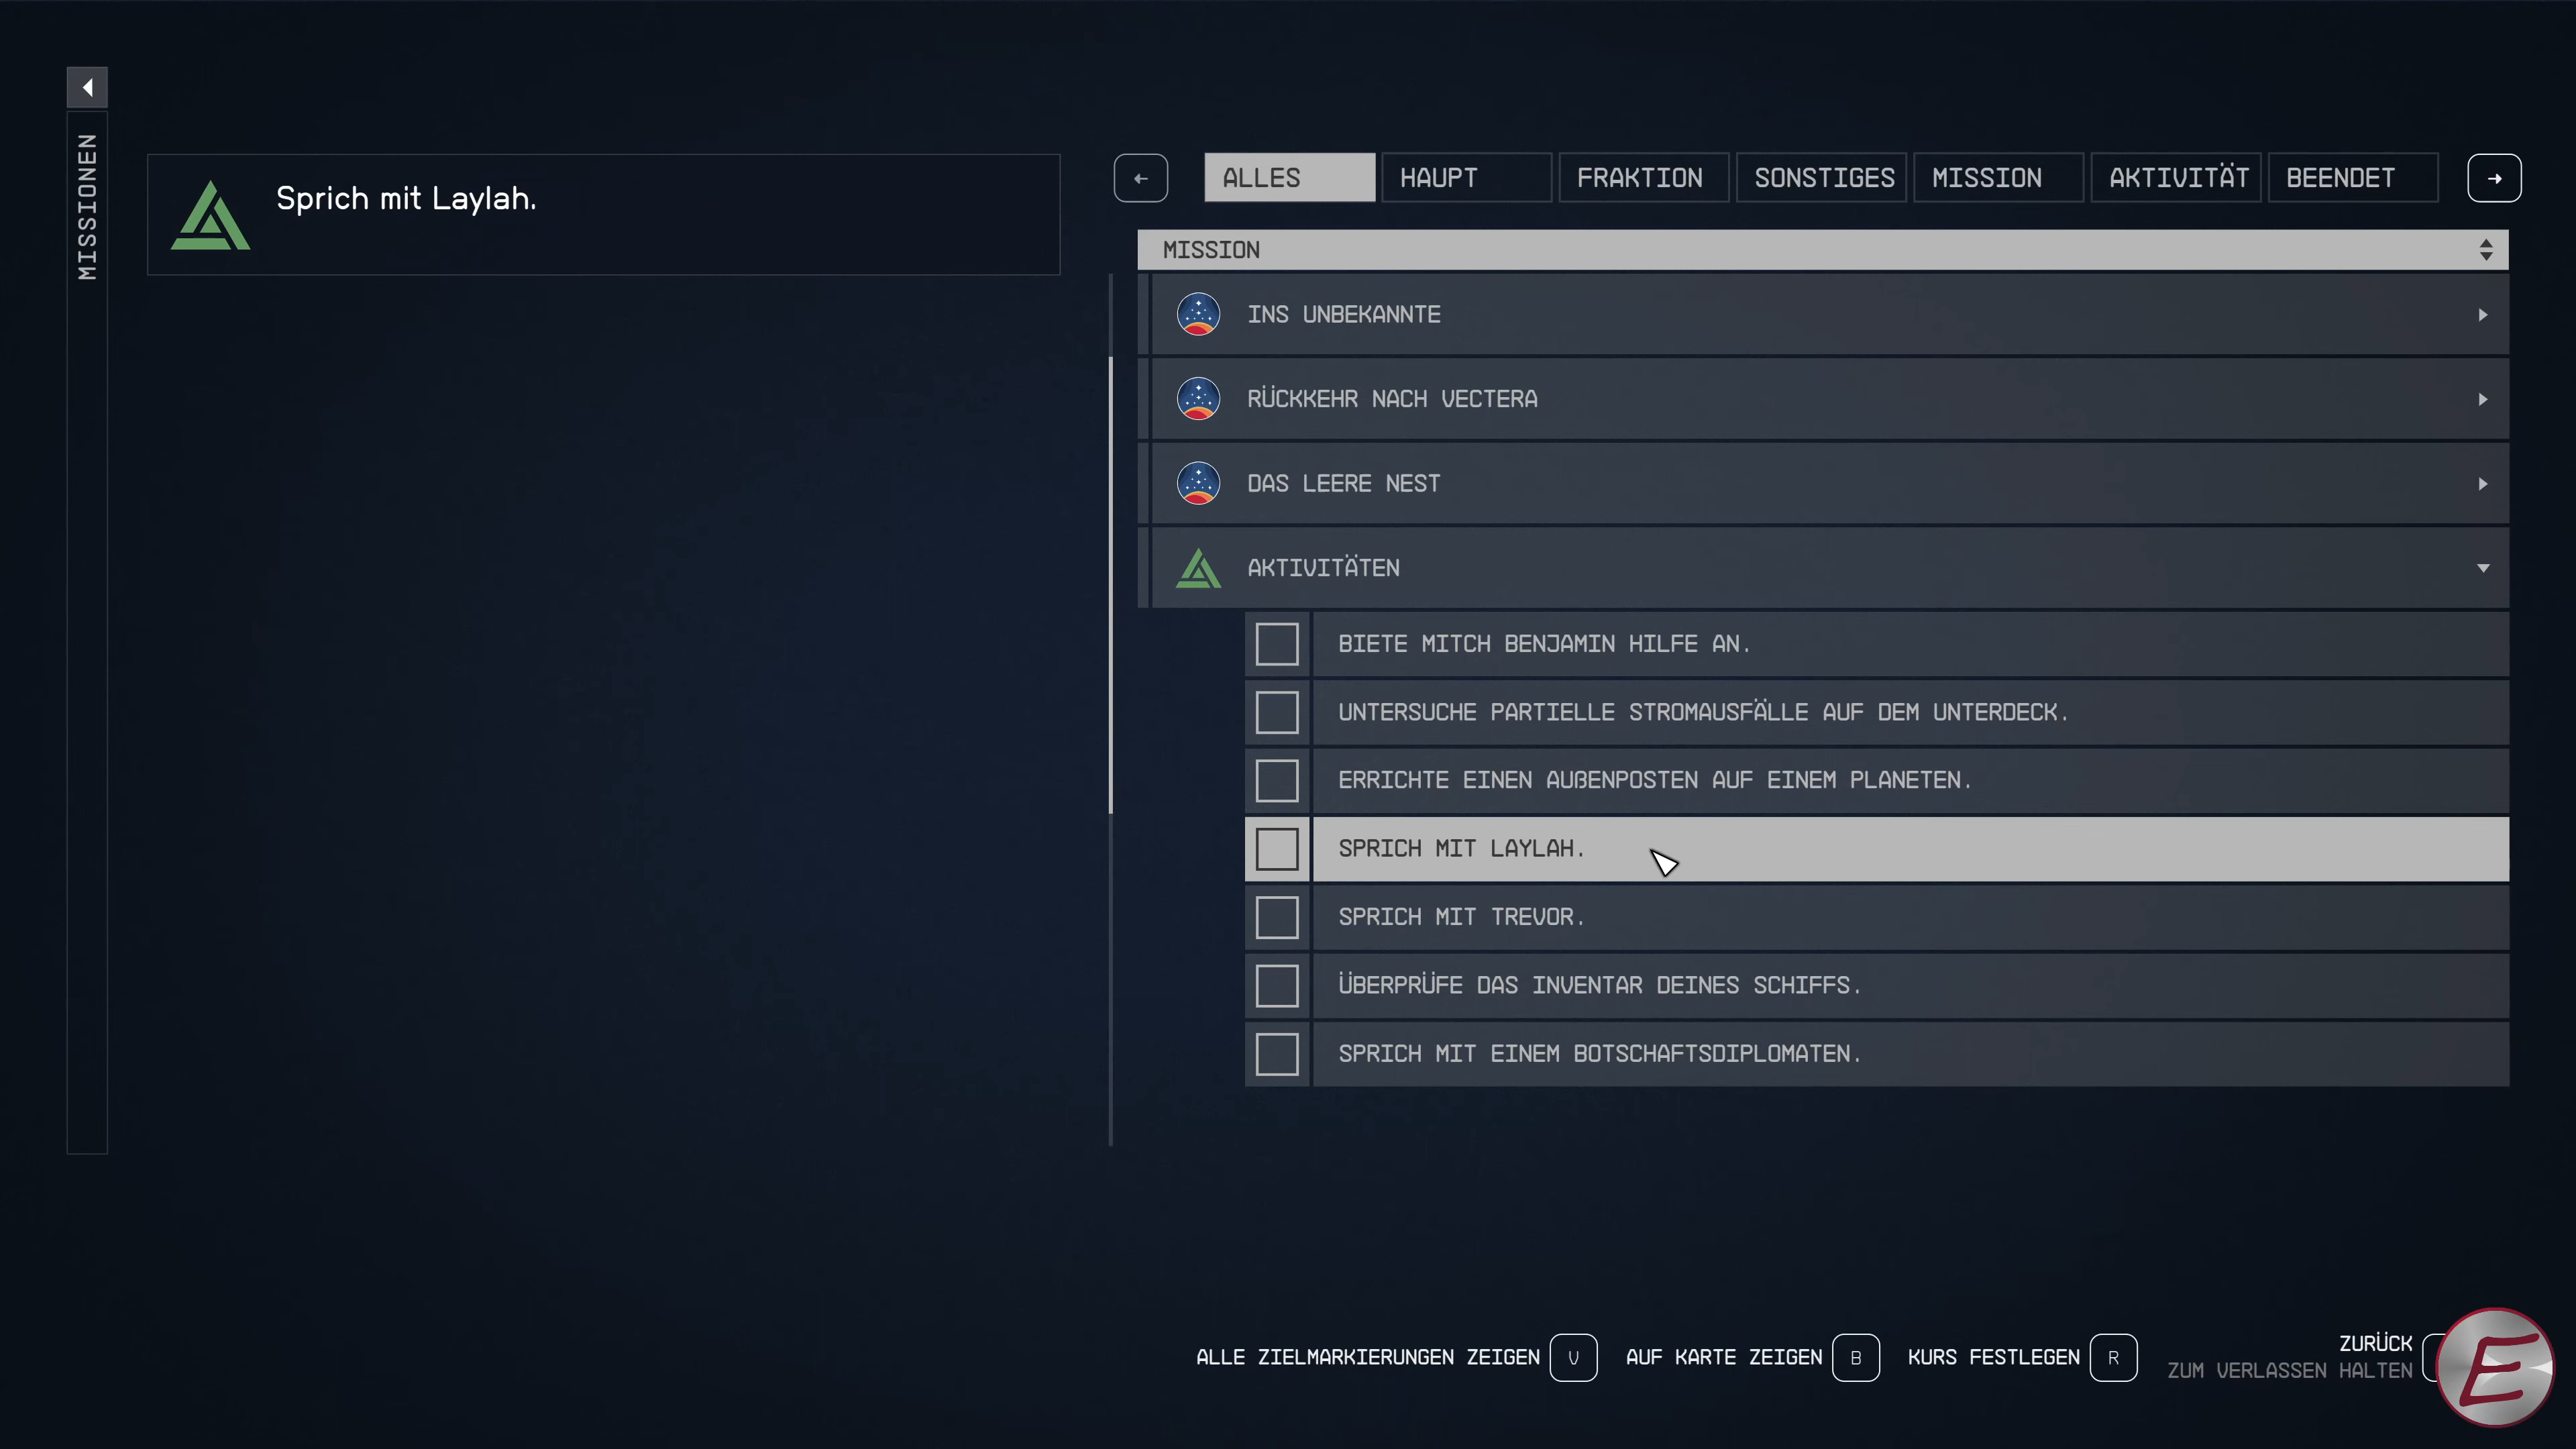 MISSIONEN
Sprich mit Laylah.
ALLES HAUPT FRAKTION SONSTIGES MISSION AKTIVITÄT BEENDET
MISSION
INS UNBEKANNTE
RÜCKKEHR NACH VECTERA
DAS LEERE NEST
AKTIVITÄTEN
BIETE MITCH BENJAMIN HILFE AN.
UNTERSUCHE PARTIELLE STROMAUSFÄLLE AUF DEM UNTERDECK.
ERRICHTE EINEN AUßENPOSTEN AUF EINEM PLANETEN.
SPRICH MIT LAYLAH.
SPRICH MIT TREVOR.
ÜBERPRÜFE DAS INVENTAR DEINES SCHIFFS.
SPRICH MIT EINEM BOTSCHAFTSDIPLOMATEN.
ALLE ZIELMARKIERUNGEN ZEIGEN V AUF KARTE ZEIGEN B KURS FESTLEGEN R ZURÜCK
ZUM VERLASSEN HALTEN
E